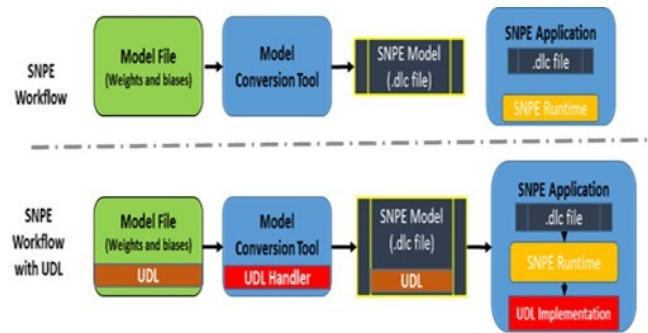 SNPE
Workflow
Model File
(Weights and biases)
Model
Conversion Tool
SNPE Model
(.dlc file)
SNPE Application
.dlc file
SNPE Runtime
SNPE
Workflow
with UDL
Model File
(Weights and biases)
UDL
Model
Conversion Tool
UDL Handler
SNPE Model
(.dlc file)
UDL
SNPE Application
.dlc file
SNPE Runtime
UDL Implementation